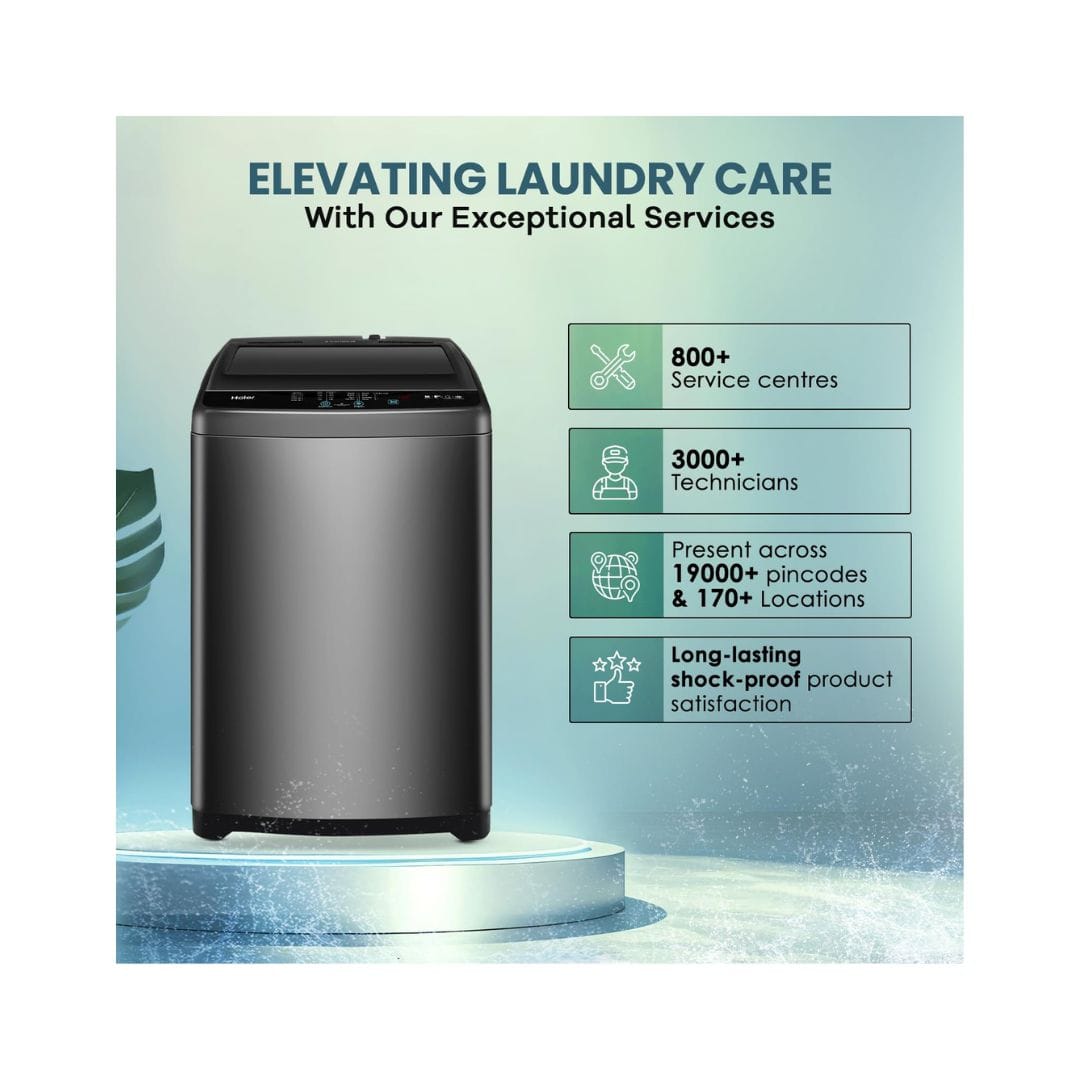 ELEVATING LAUNDRY CARE
With Our Exceptional Services
Haier
800+
Service centres
3000+
Technicians
Present across
19000+ pincodes
& 170+ Locations
Long-lasting
shock-proof product
satisfaction